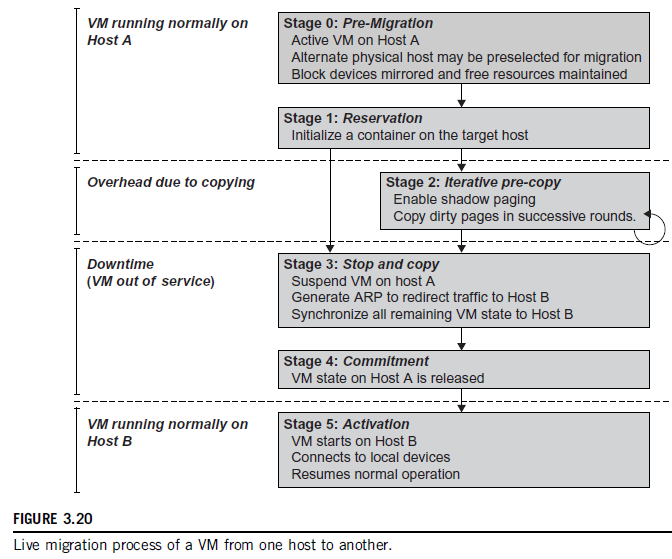 VM running normally on
Host A
Stage 0: Pre-Migration
Active VM on Host A
Alternate physical host may be preselected for migration
Block devices mirrored and free resources maintained
Stage 1: Reservation
Initialize a container on the target host
Overhead due to copying
Stage 2: Iterative pre-copy
Enable shadow paging
Copy dirty pages in successive rounds.
Downtime
(VM out of service)
Stage 3: Stop and copy
Suspend VM on host A
Generate ARP to redirect traffic to Host B
Synchronize all remaining VM state to Host B
Stage 4: Commitment
VM state on Host A is released
VM running normally on
Host B
Stage 5: Activation
VM starts on Host B
Connects to local devices
Resumes normal operation
FIGURE 3.20
Live migration process of a VM from one host to another.